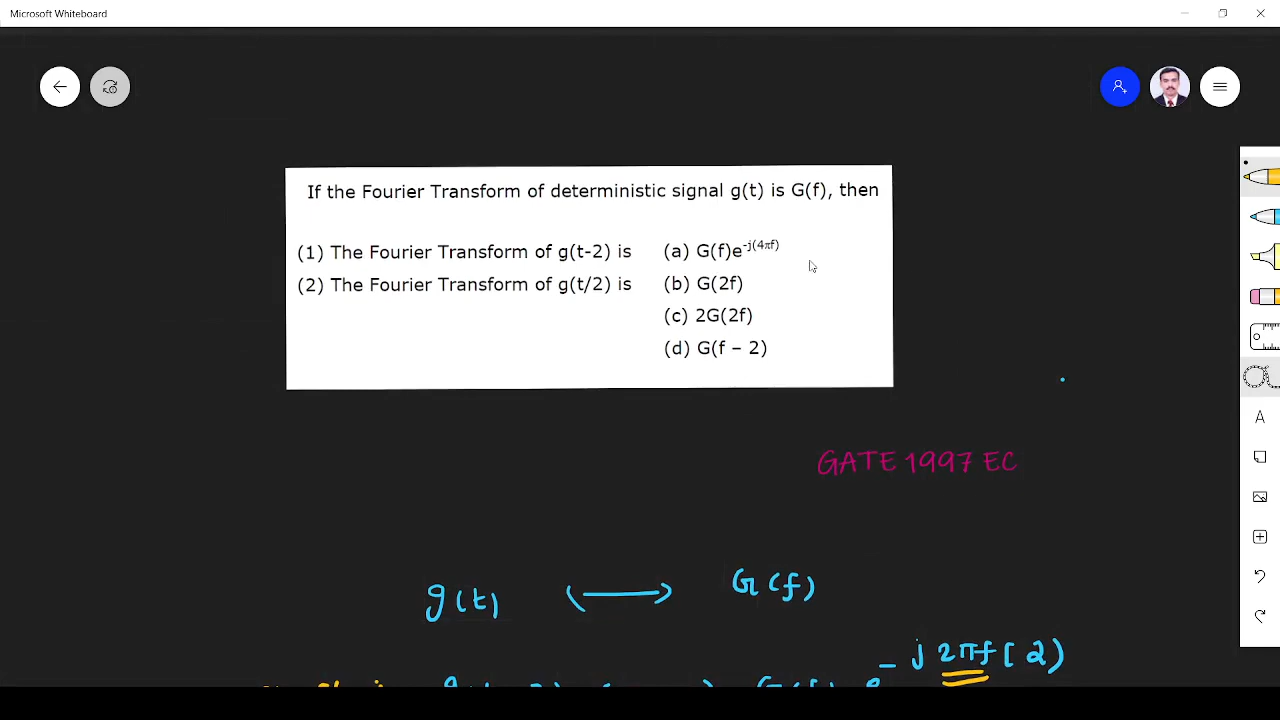 Microsoft Whiteboard
If the Fourier Transform of deterministic signal g(t) is G(f), then
(1) The Fourier Transform of g(t-2) is (a) G(f)e^-j(4πf)
(2) The Fourier Transform of g(t/2) is (b) G(2f)
(c) 2G(2f)
(d) G(f – 2)
A
GATE 1997 EC
g(t) ⟷ G(f)
- j 2πf [2)